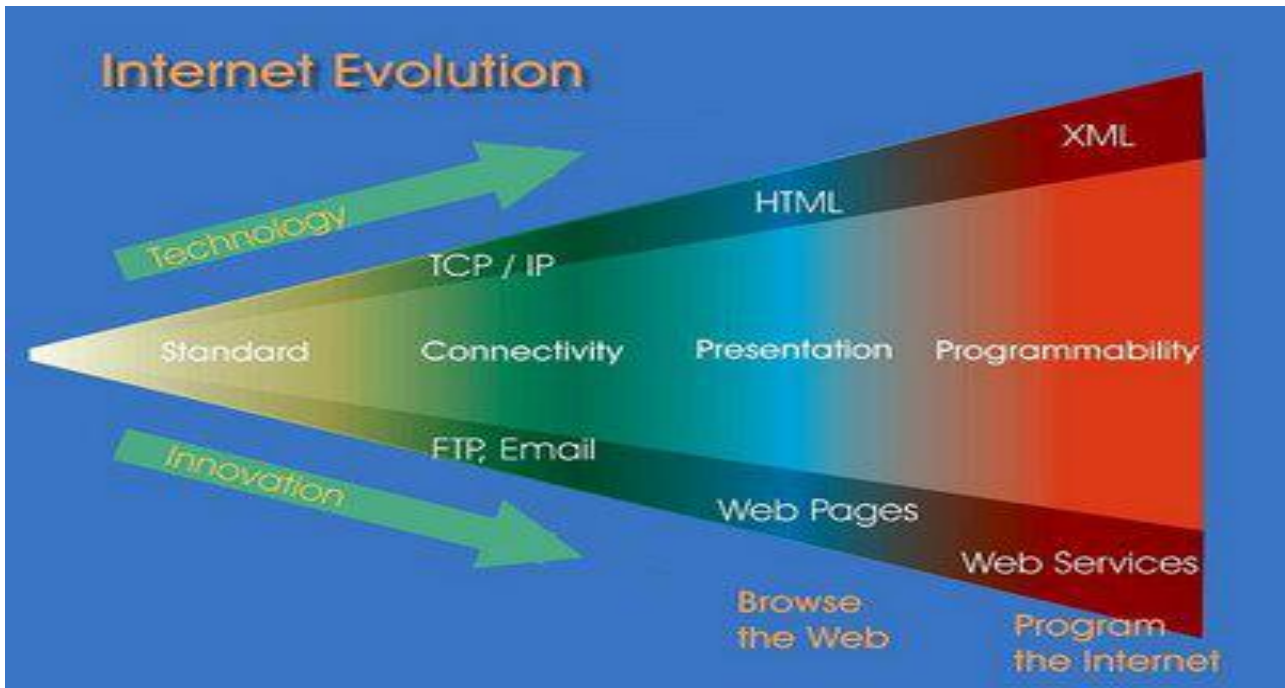 Internet Evolution
Technology
XML
HTML
TCP / IP
Standard
Connectivity
Presentation
Programmability
FTP, Email
Innovation
Web Pages
Web Services
Browse
the Web
Program
the Internet